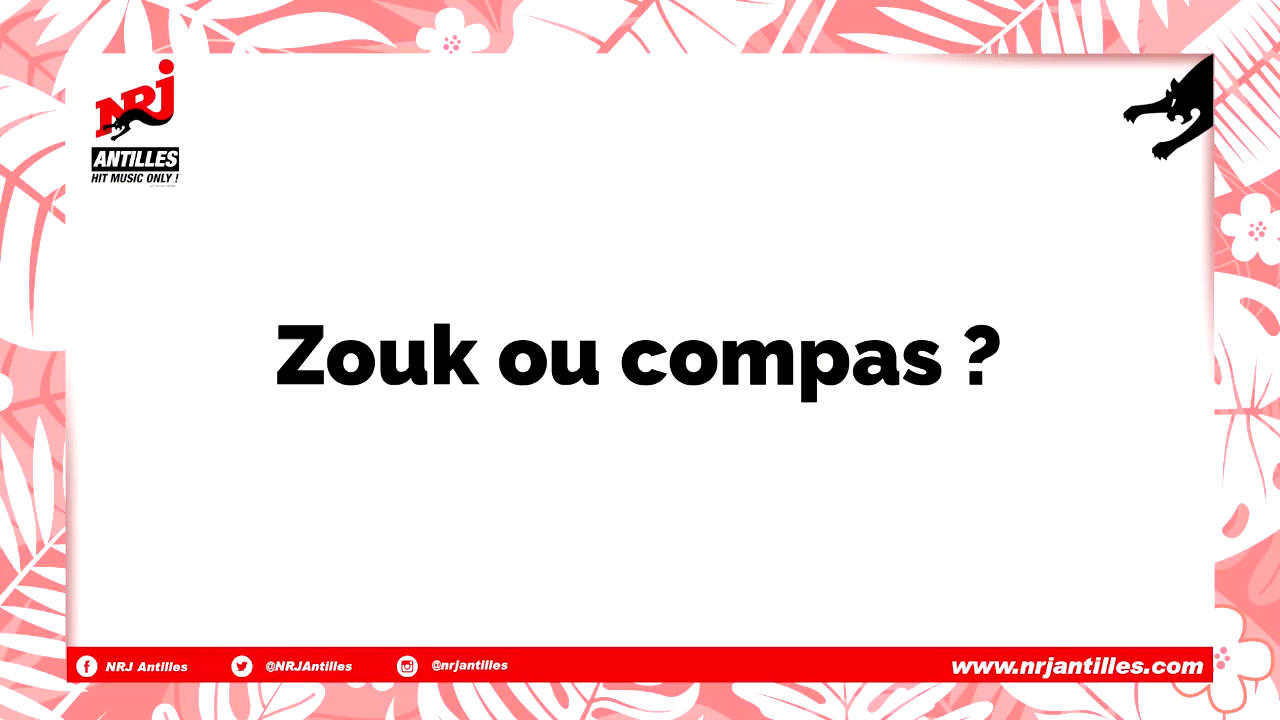 NRJ
ANTILLES
HIT MUSIC ONLY !
Zouk ou compas ?
NRJ Antilles
@NRJAntilles
@nrjantilles
www.nrjantilles.com